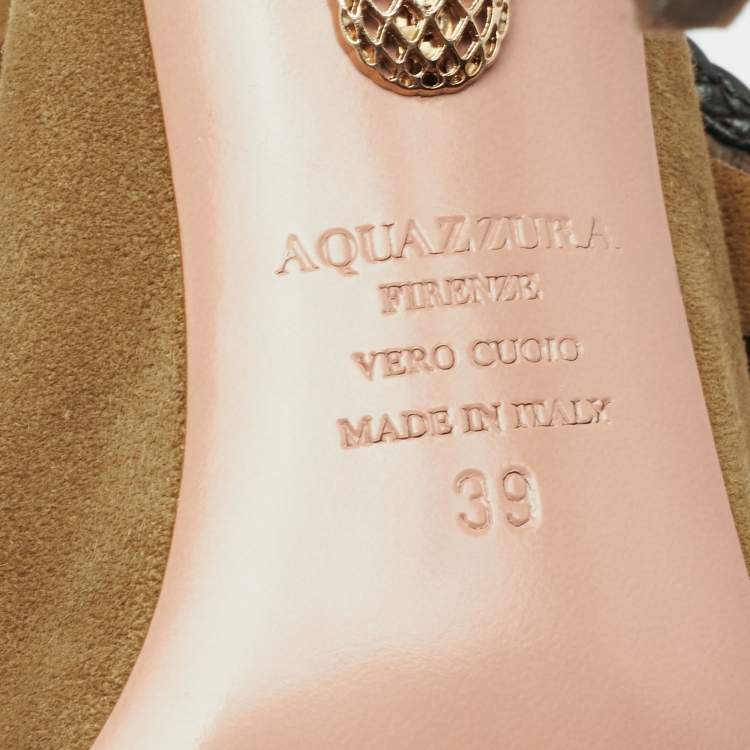 AQUAZZURA
FIRENZE
VERO CUOIO
MADE IN ITALY
39